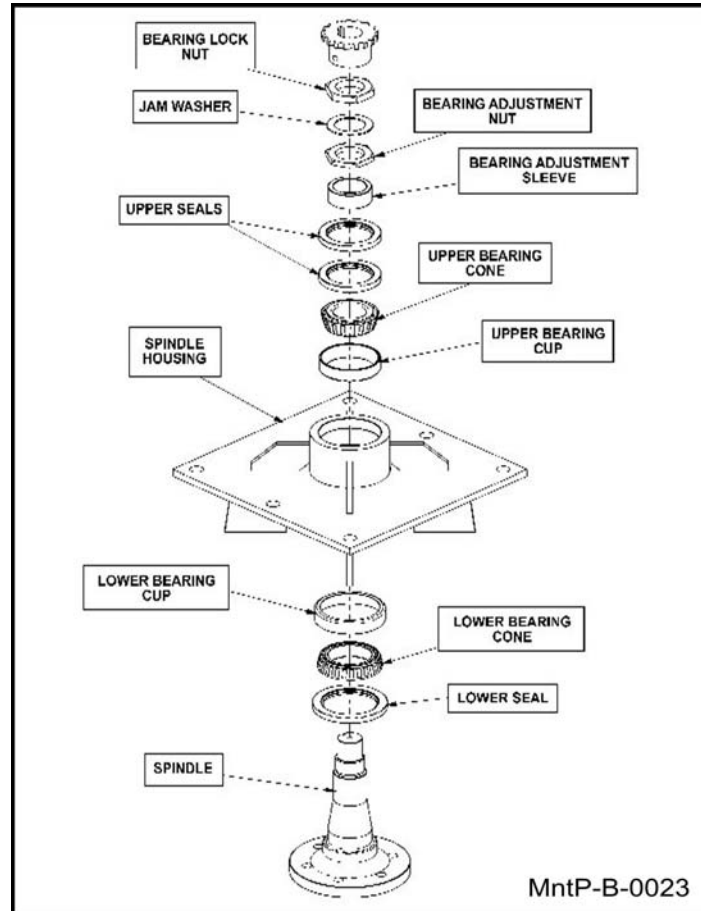 BEARING LOCK
NUT
JAM WASHER
BEARING ADJUSTMENT
NUT
BEARING ADJUSTMENT
SLEEVE
UPPER SEALS
UPPER BEARING
CONE
SPINDLE
HOUSING
UPPER BEARING
CUP
LOWER BEARING
CUP
LOWER BEARING
CONE
LOWER SEAL
SPINDLE
MntP-B-0023